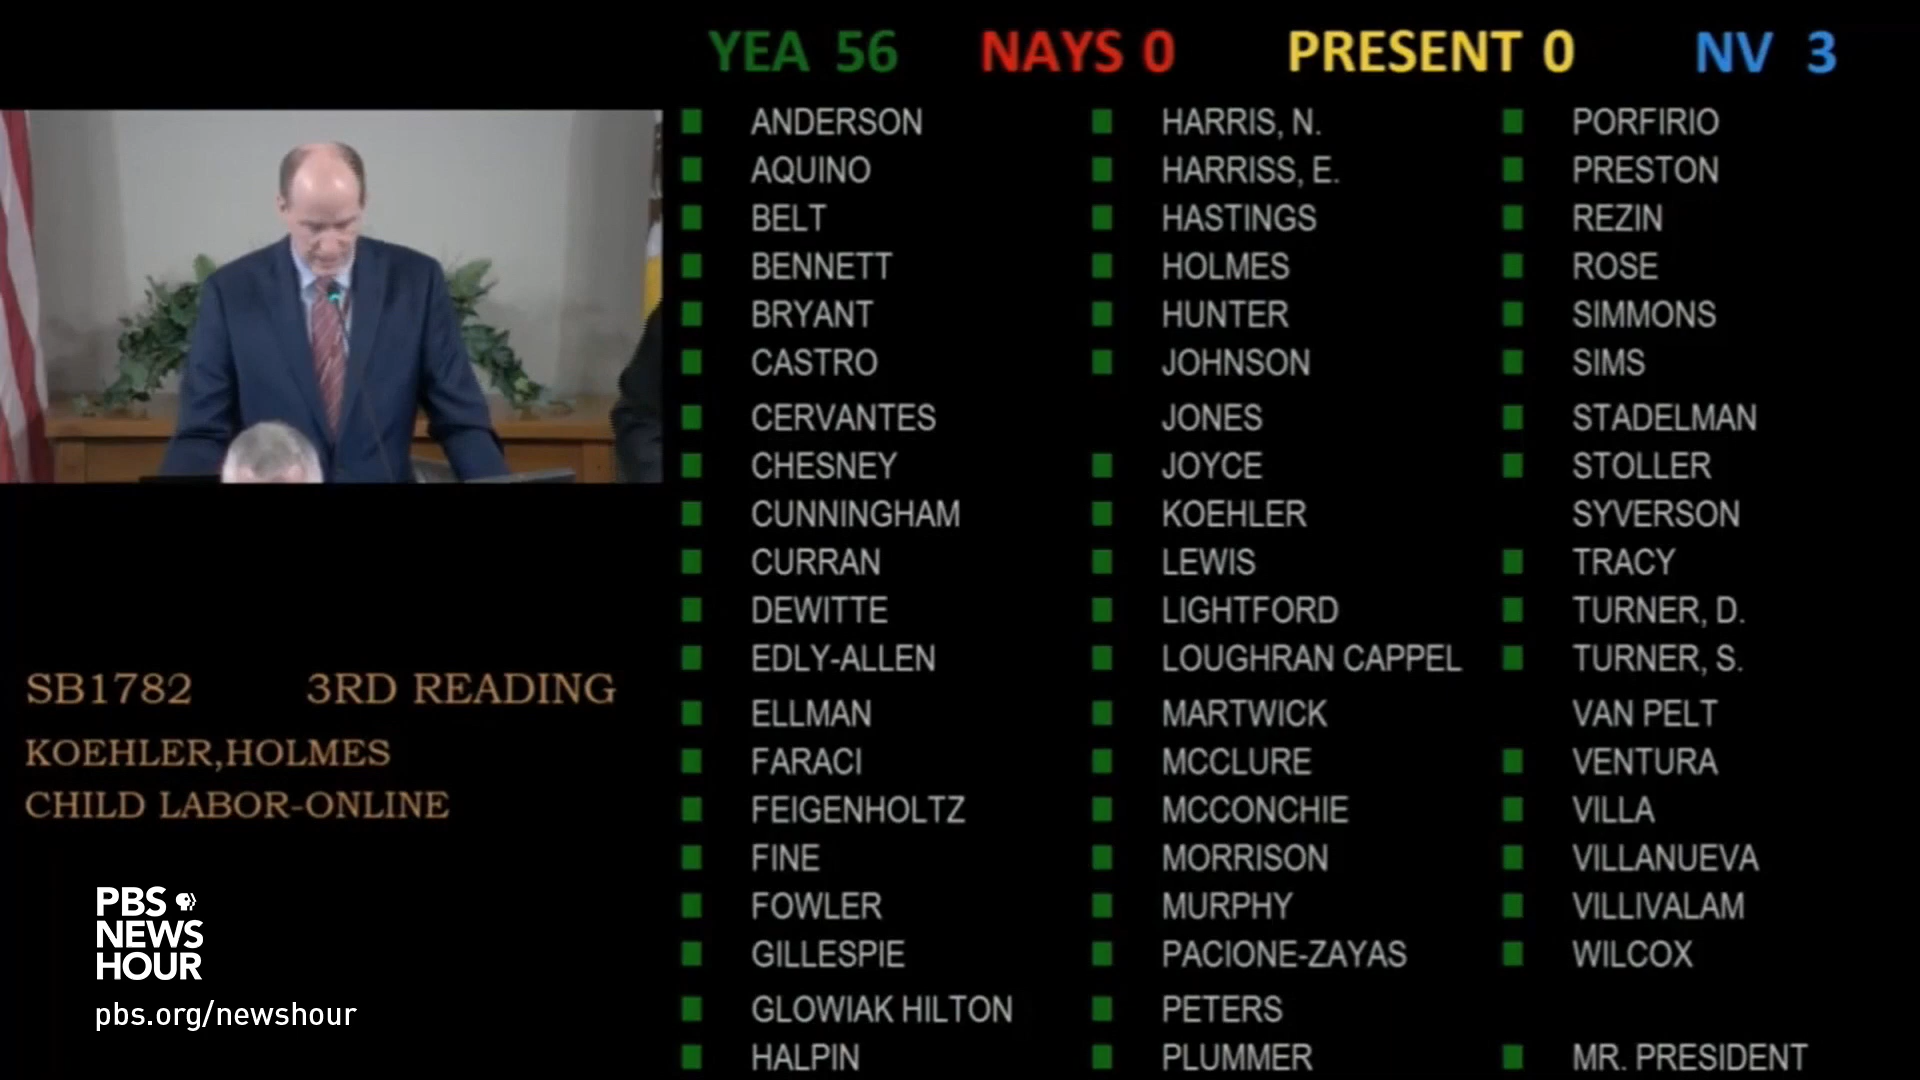 YEA 56 NAYS 0 PRESENT 0 NV 3
ANDERSON
AQUINO
BELT
BENNETT
BRYANT
CASTRO
CERVANTES
CHESNEY
CUNNINGHAM
CURRAN
DEWITTE
EDLY-ALLEN
ELLMAN
FARACI
FEIGENHOLTZ
FINE
FOWLER
GILLESPIE
GLOWIAK HILTON
HALPIN
HARRIS, N.
HARRISS, E.
HASTINGS
HOLMES
HUNTER
JOHNSON
JONES
JOYCE
KOEHLER
LEWIS
LIGHTFORD
LOUGHRAN CAPPEL
MARTWICK
MCCLURE
MCCONCHIE
MORRISON
MURPHY
PACIONE-ZAYAS
PETERS
PLUMMER
PORFIRIO
PRESTON
REZIN
ROSE
SIMMONS
SIMS
STADELMAN
STOLLER
SYVERSON
TRACY
TURNER, D.
TURNER, S.
VAN PELT
VENTURA
VILLA
VILLANUEVA
VILLIVALAM
WILCOX
MR. PRESIDENT
SB1782 3RD READING
KOEHLER,HOLMES
CHILD LABOR-ONLINE
PBS
NEWS
HOUR
pbs.org/newshour